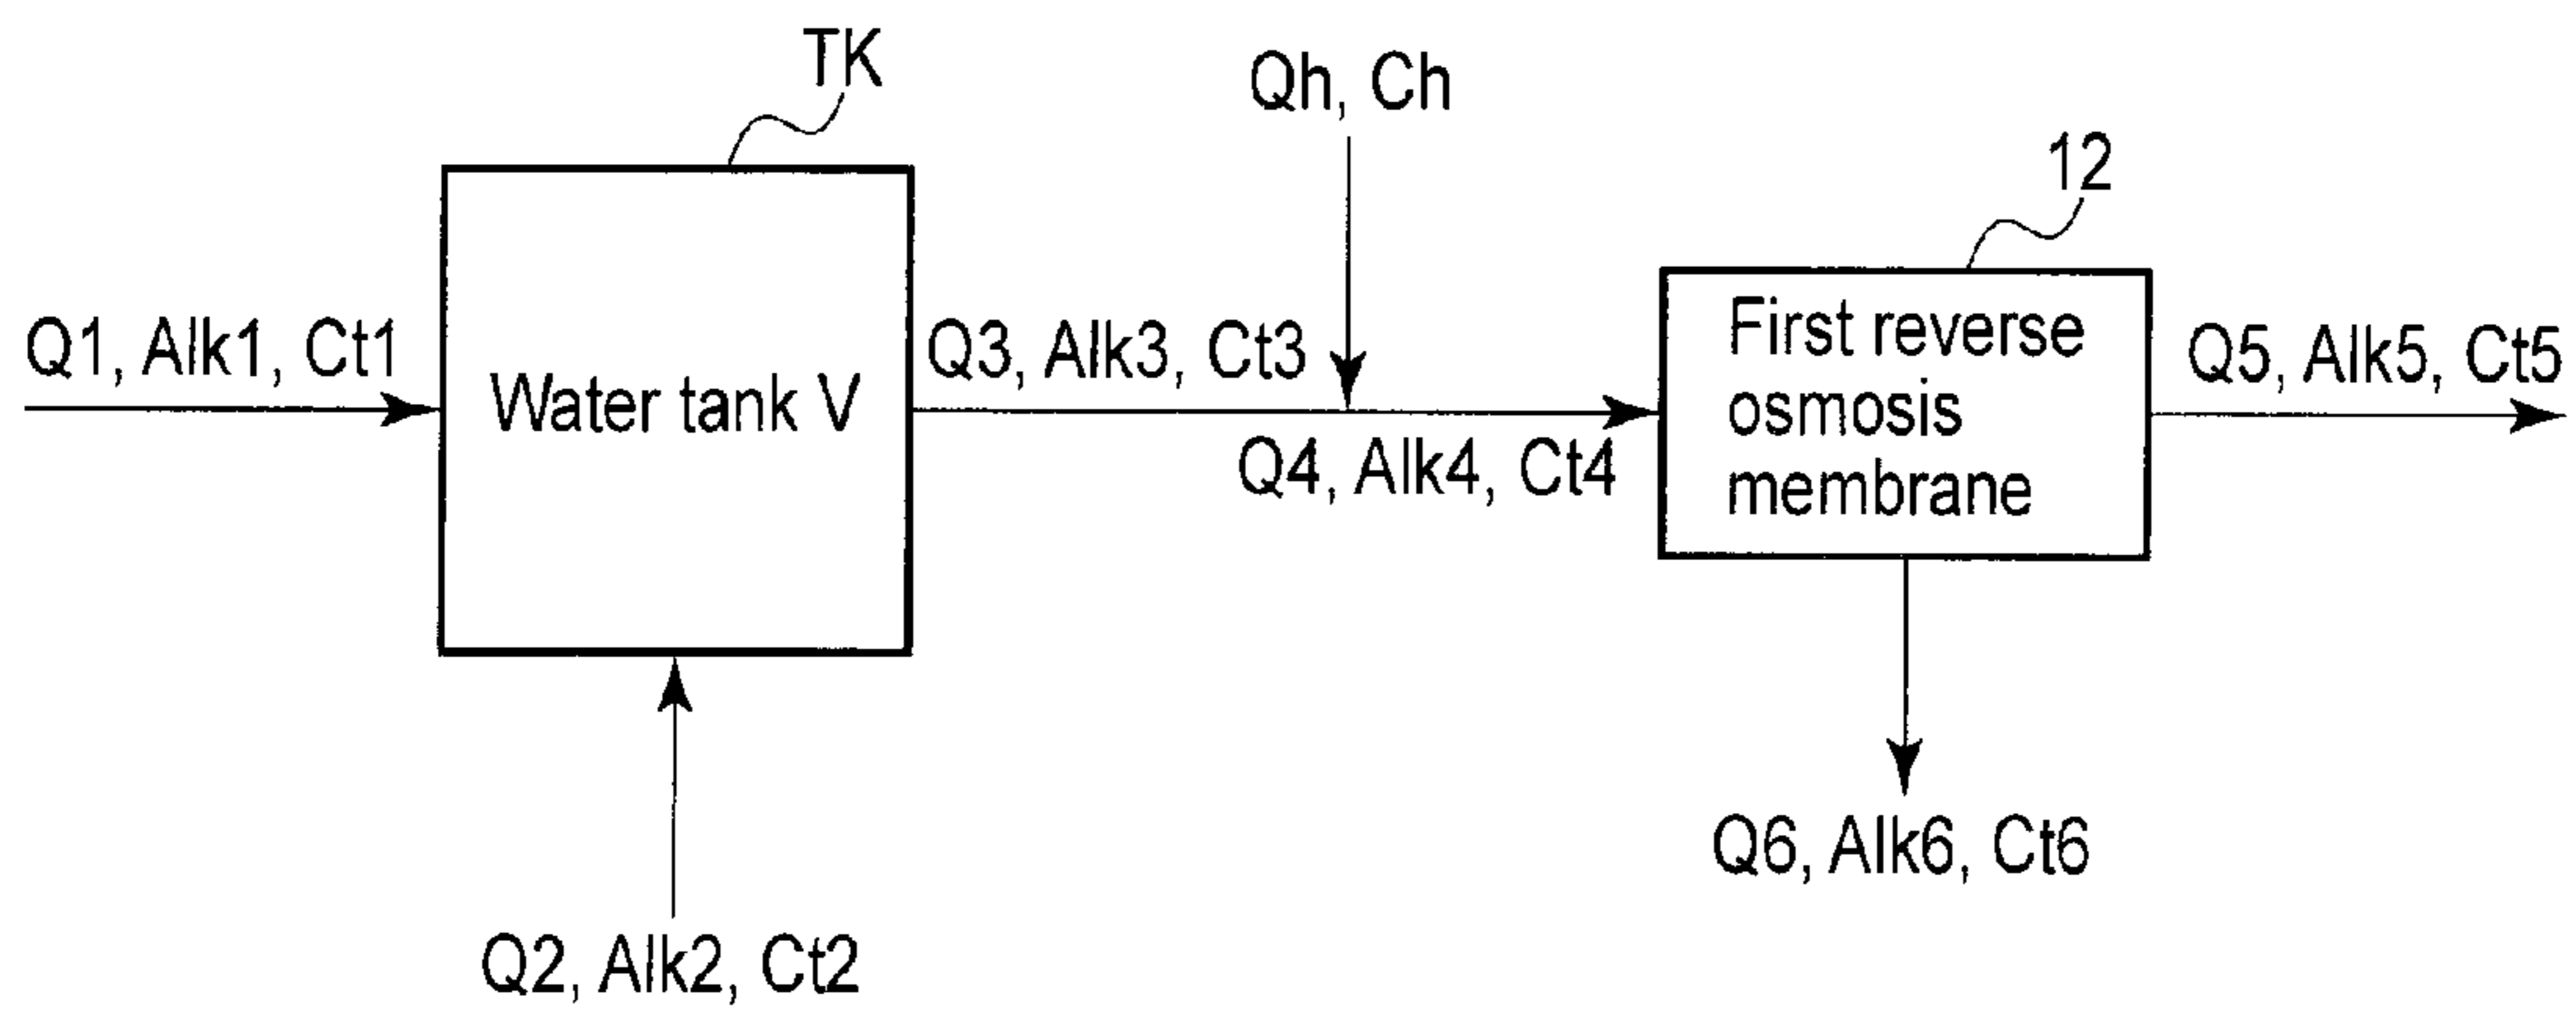 TK
Qh, Ch
12
Q1, Alk1, Ct1
Water tank V
Q3, Alk3, Ct3
Q4, Alk4, Ct4
First reverse
osmosis
membrane
Q5, Alk5, Ct5
Q6, Alk6, Ct6
Q2, Alk2, Ct2